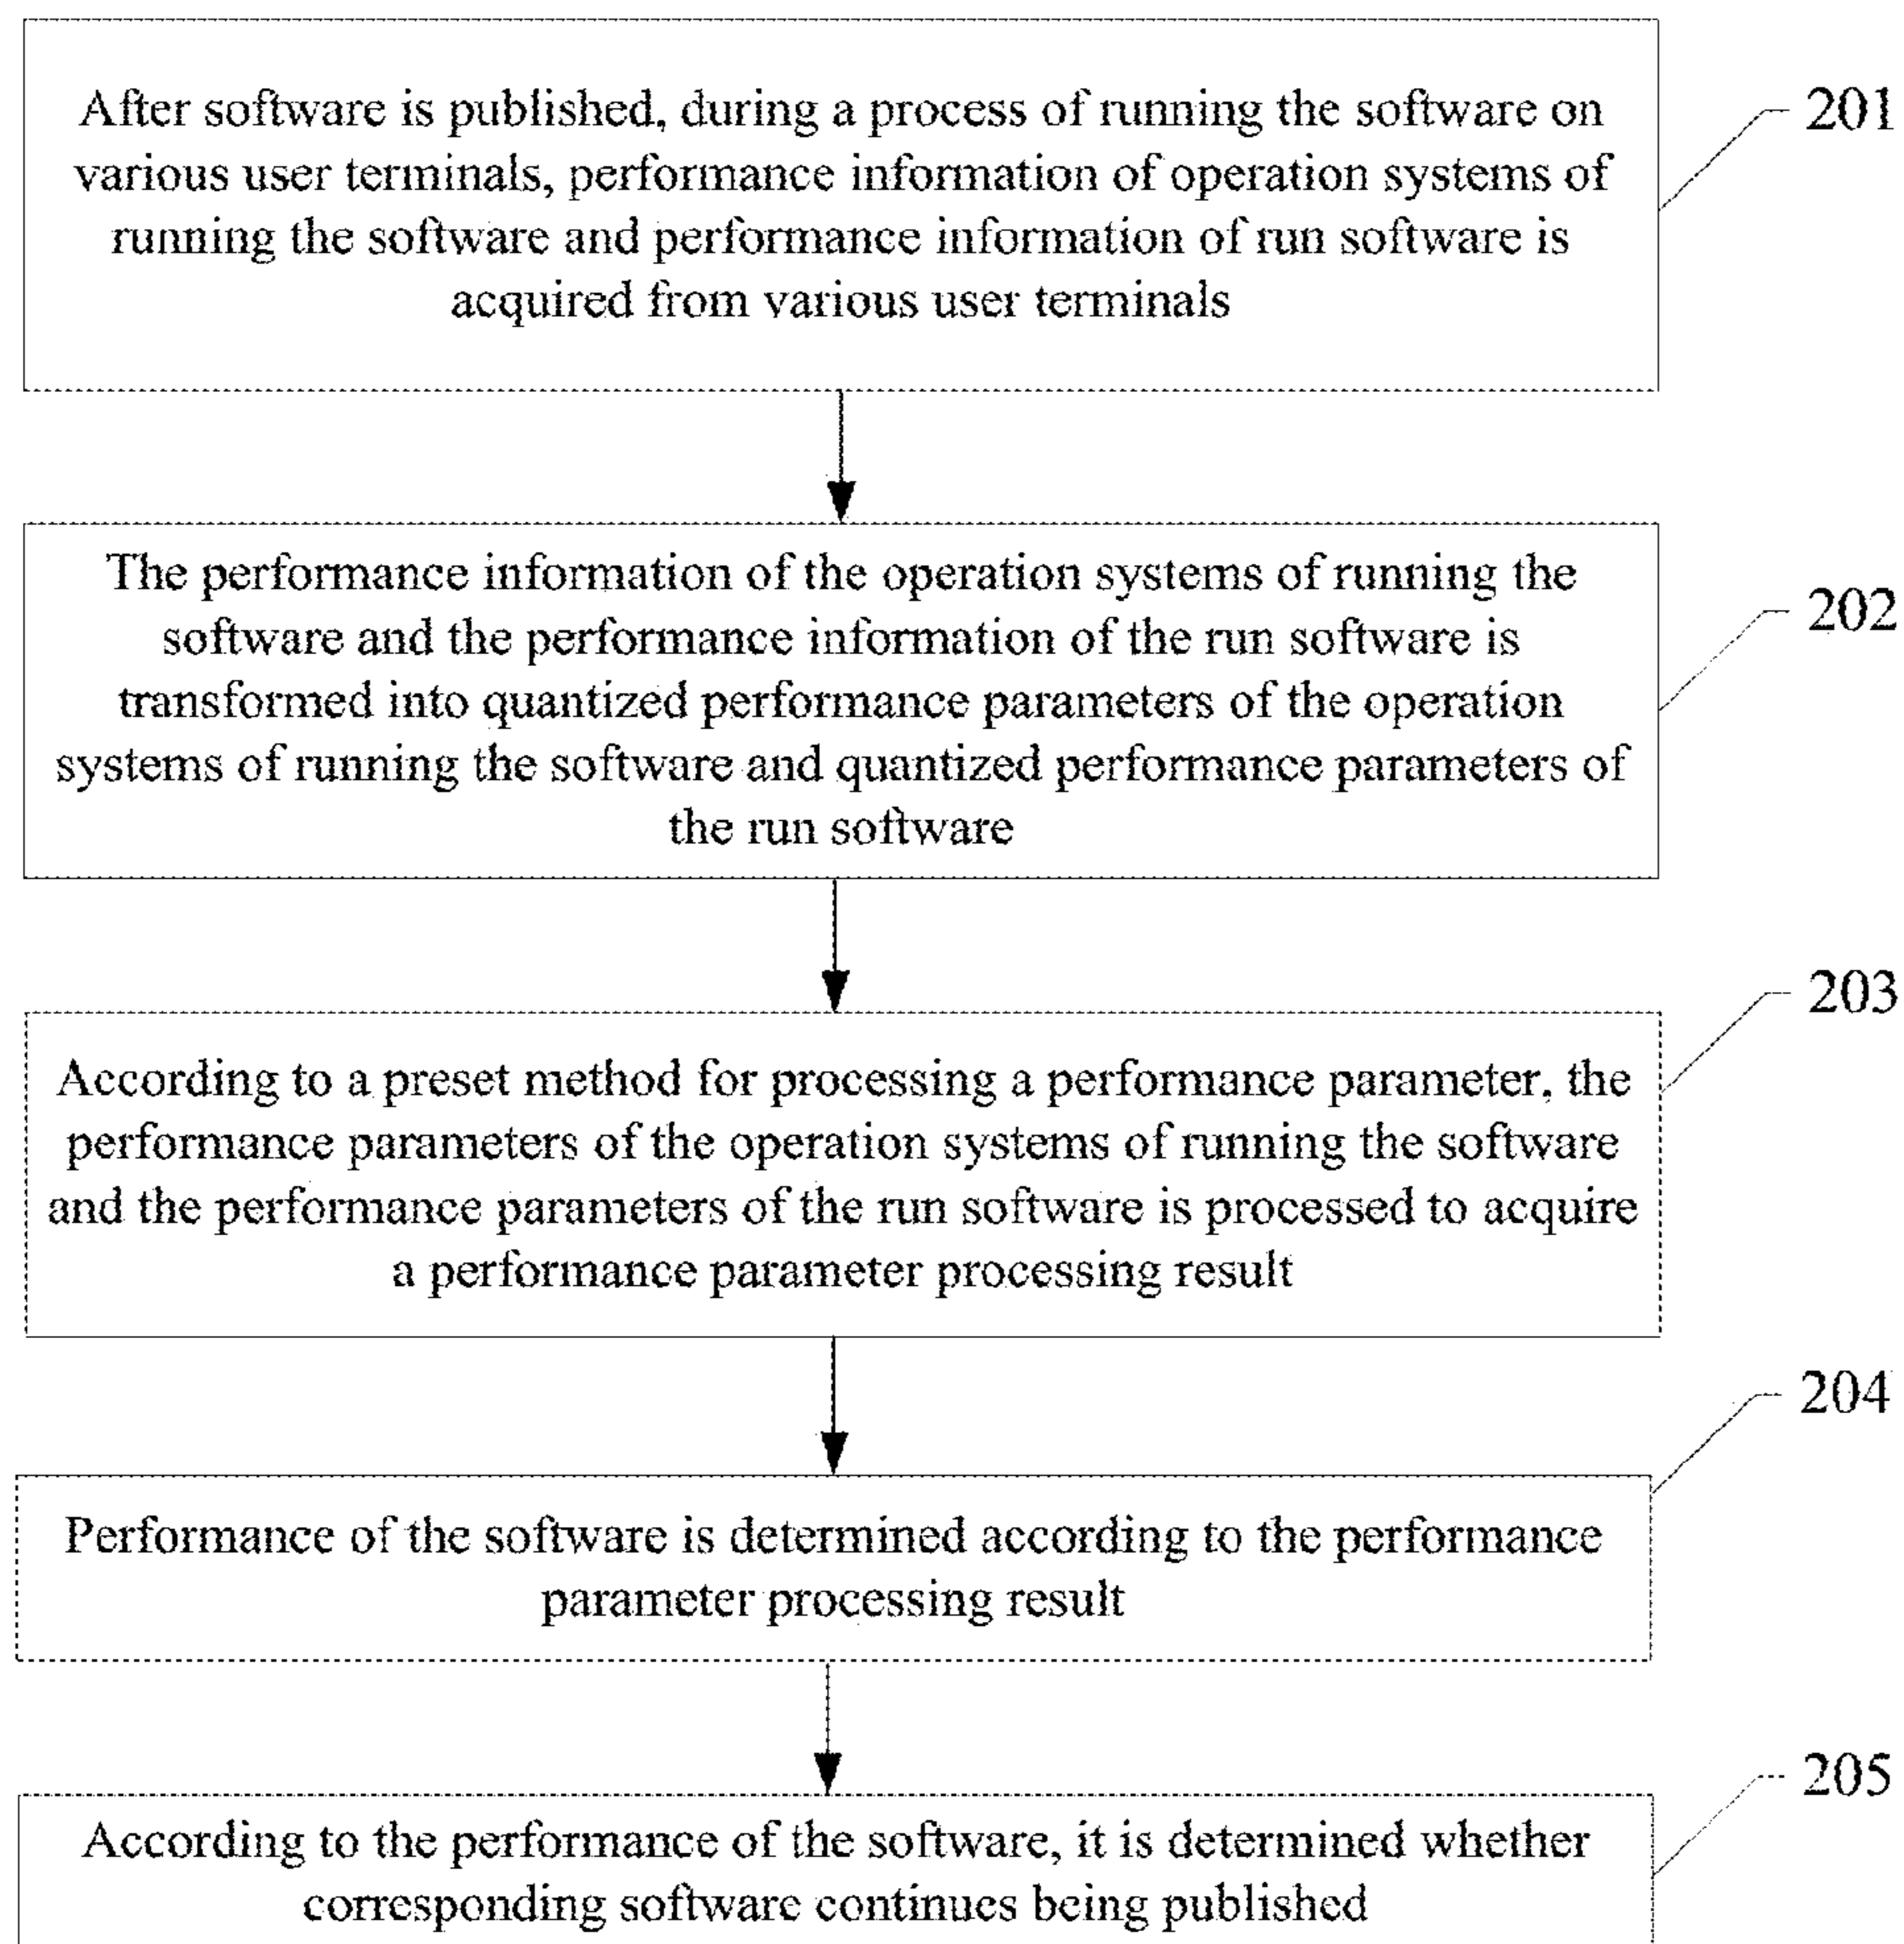 After software is published, during a process of running the software on
various user terminals, performance information of operation systems of
running the software and performance information of run software is
acquired from various user terminals
201
The performance information of the operation systems of running the
software and the performance information of the run software is
transformed into quantized performance parameters of the operation
systems of running the software and quantized performance parameters of
the run software
202
According to a preset method for processing a performance parameter, the
performance parameters of the operation systems of running the software
and the performance parameters of the run software is processed to acquire
a performance parameter processing result
203
Performance of the software is determined according to the performance
parameter processing result
204
According to the performance of the software, it is determined whether
corresponding software continues being published
205